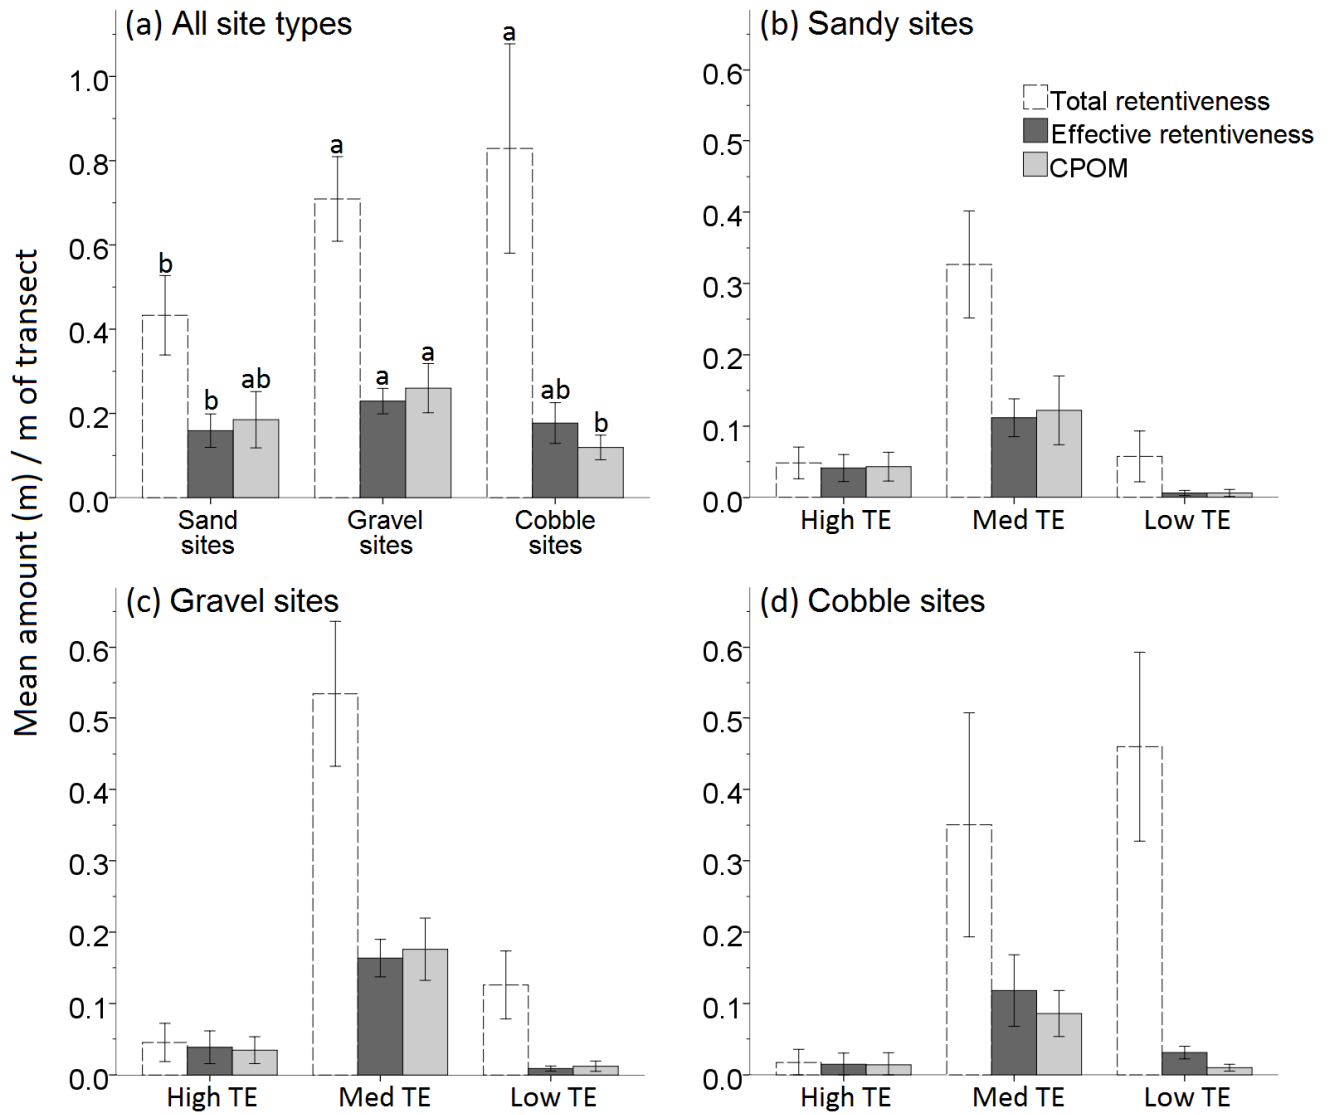 Mean amount (m) / m of transect
(a) All site types
1.0
0.8
0.6
0.4
0.2
0.0
b
b
ab
a
a
a
a
ab
b
Sand sites
Gravel sites
Cobble sites
(b) Sandy sites
Total retentiveness
Effective retentiveness
CPOM
0.6
0.5
0.4
0.3
0.2
0.1
0.0
High TE
Med TE
Low TE
(c) Gravel sites
0.6
0.5
0.4
0.3
0.2
0.1
0.0
High TE
Med TE
Low TE
(d) Cobble sites
0.6
0.5
0.4
0.3
0.2
0.1
0.0
High TE
Med TE
Low TE